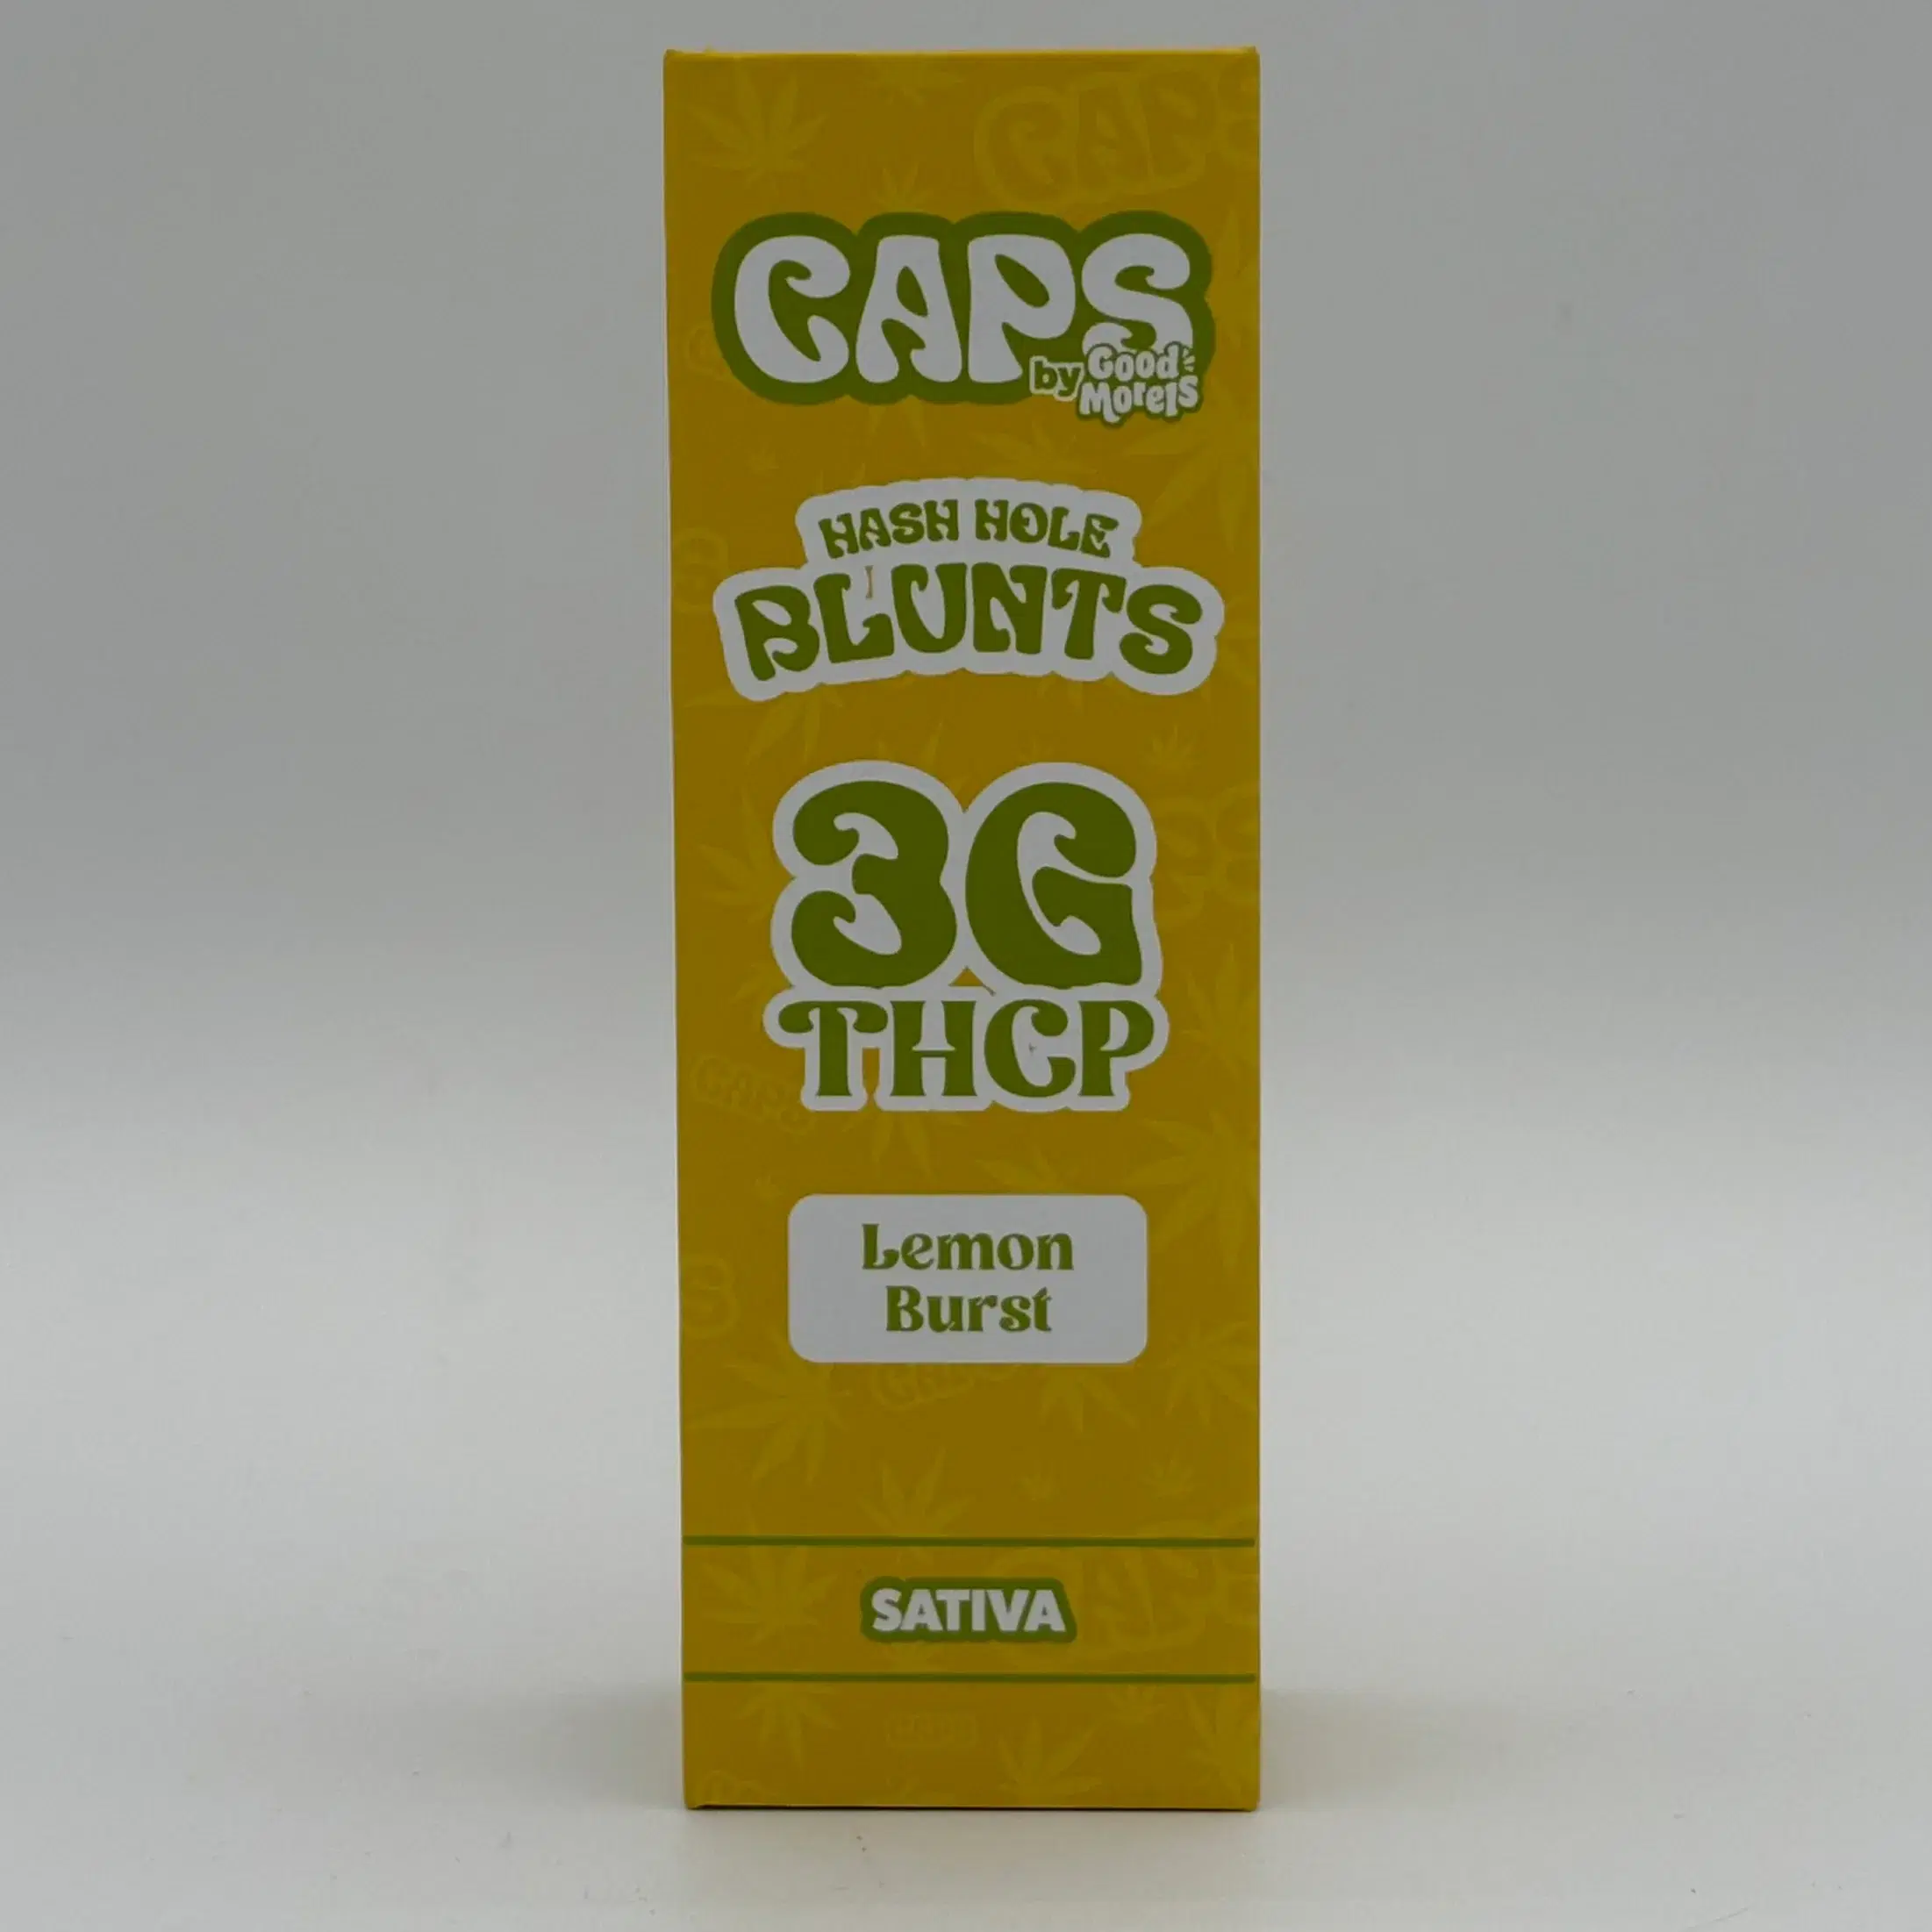 CAPS
by Good
Morels
HASH HOLE
BLUNTS
3G
THCP
Lemon
Burst
SATIVA